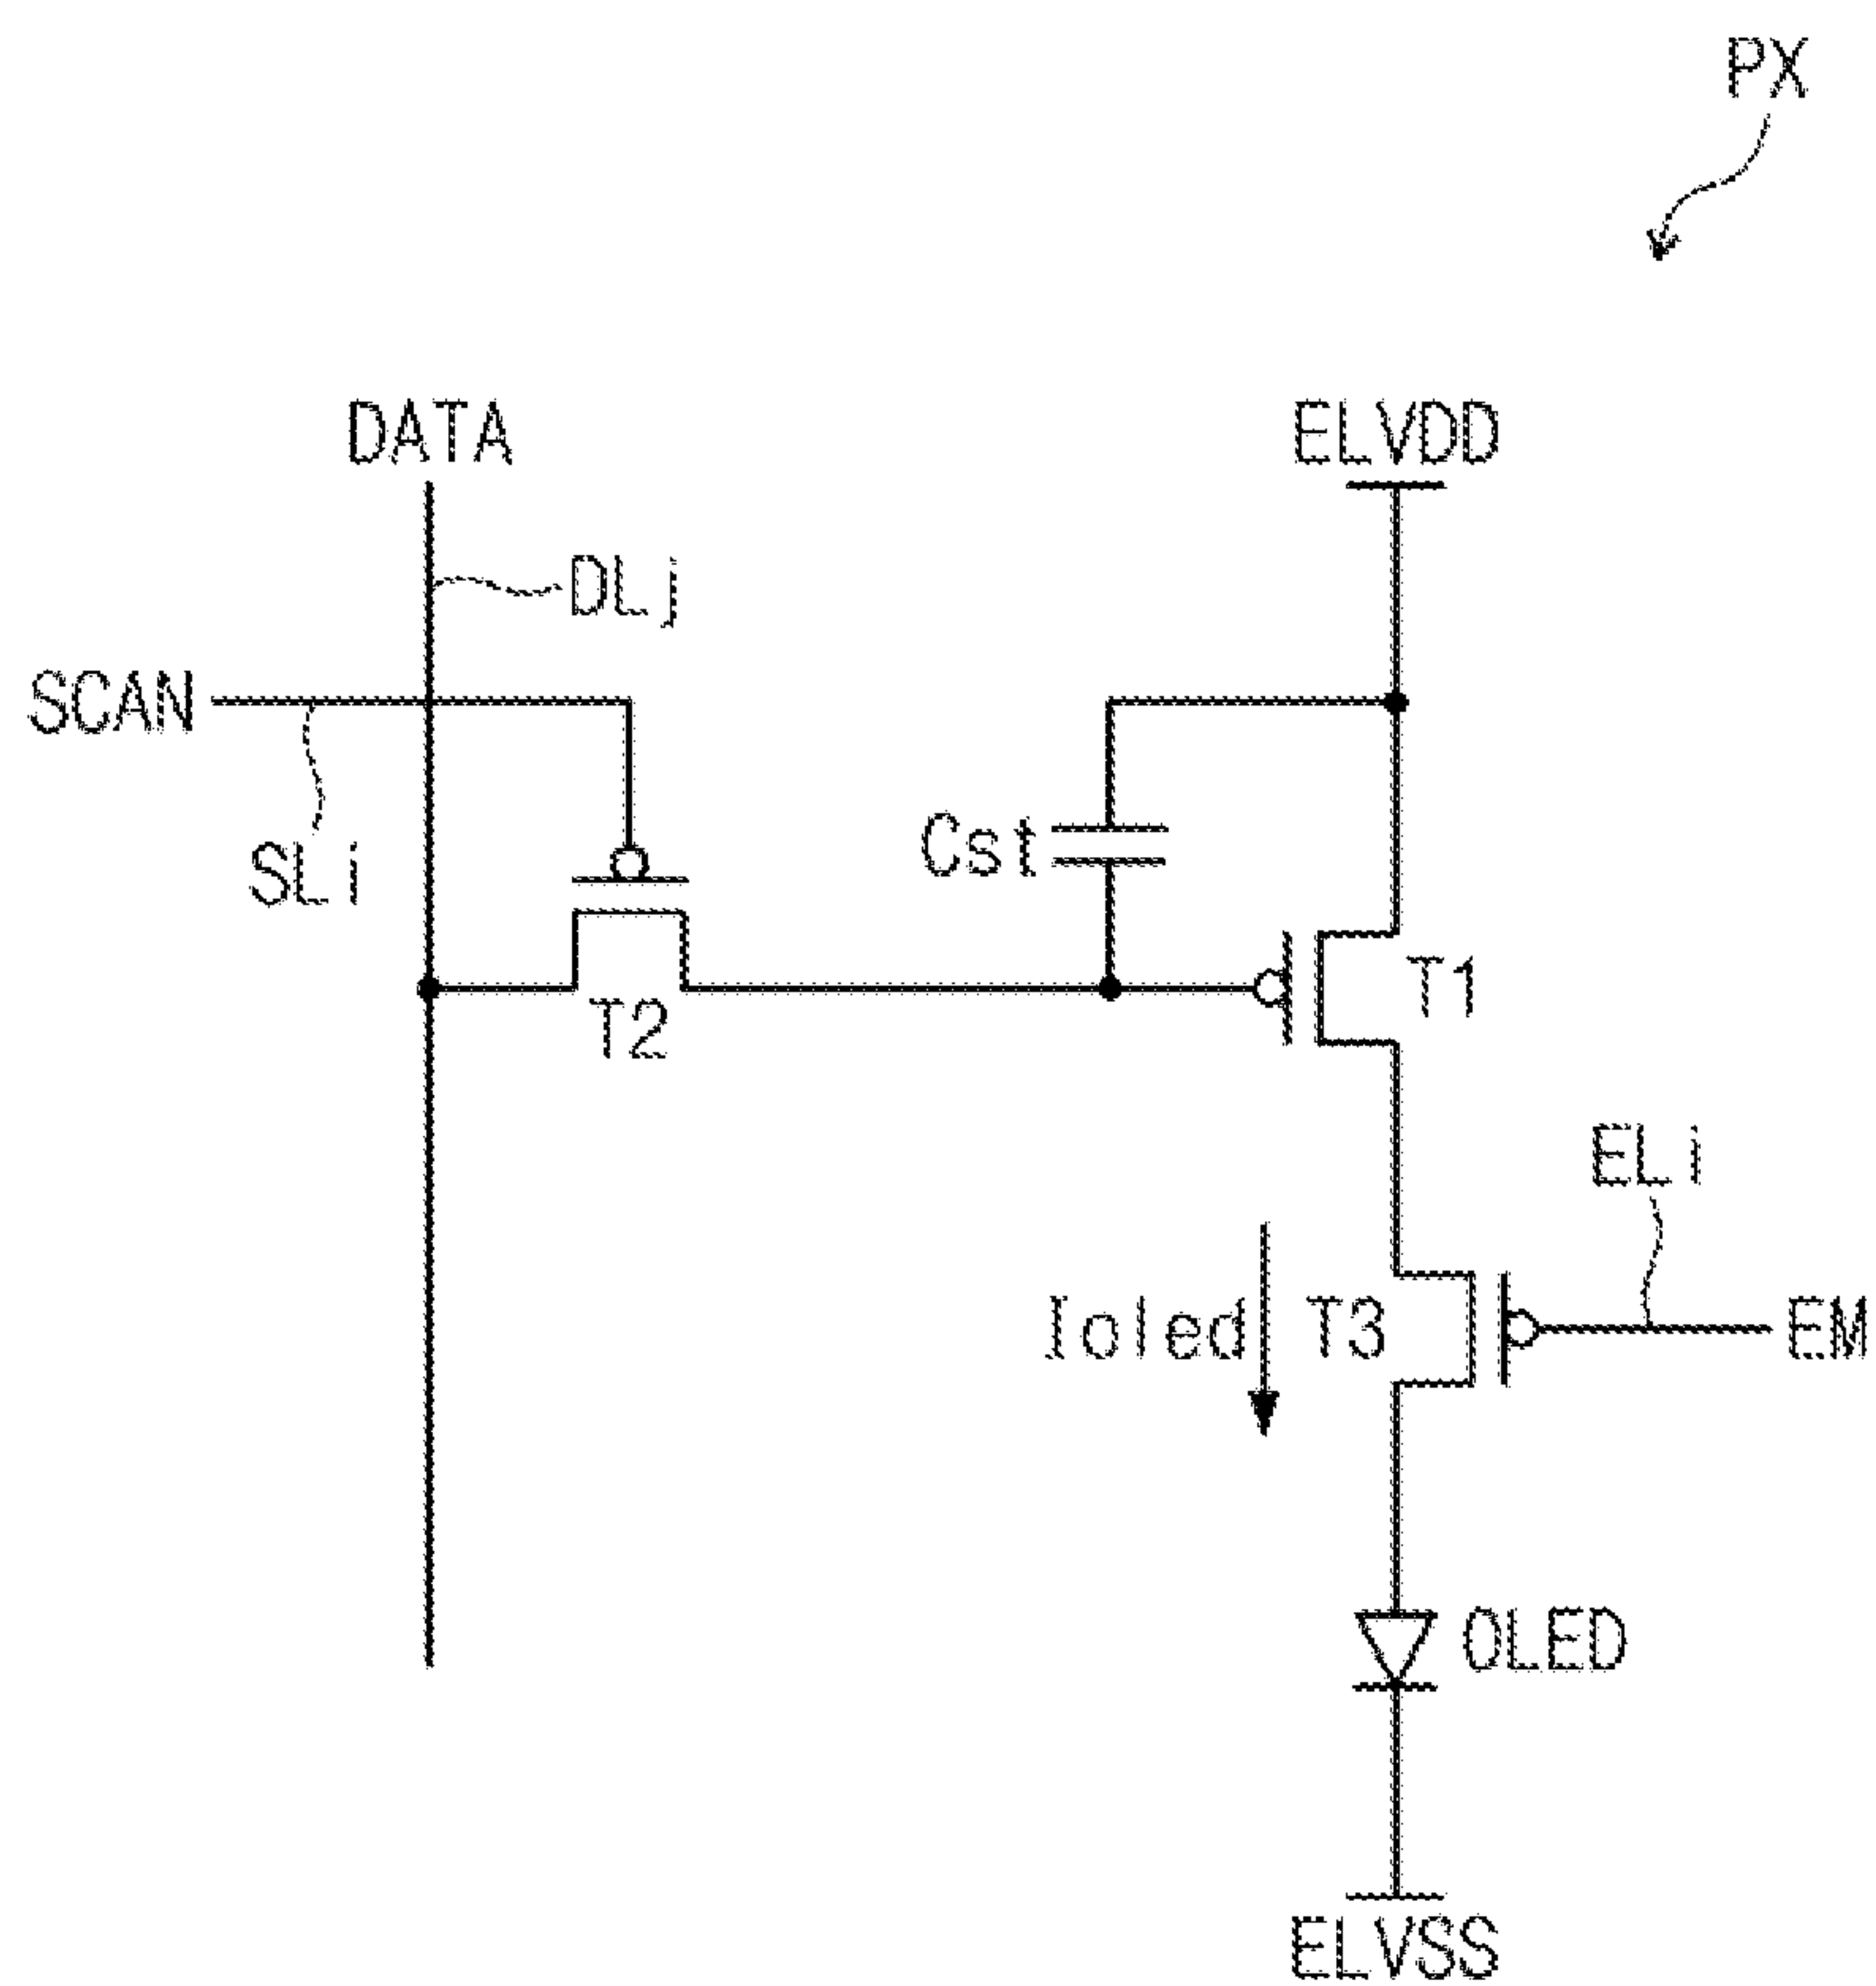 PX
DATA
ELVDD
DLj
SCAN
Cst
SLi
T1
T2
ELi
Ioled
T3
EM
OLED
ELVSS